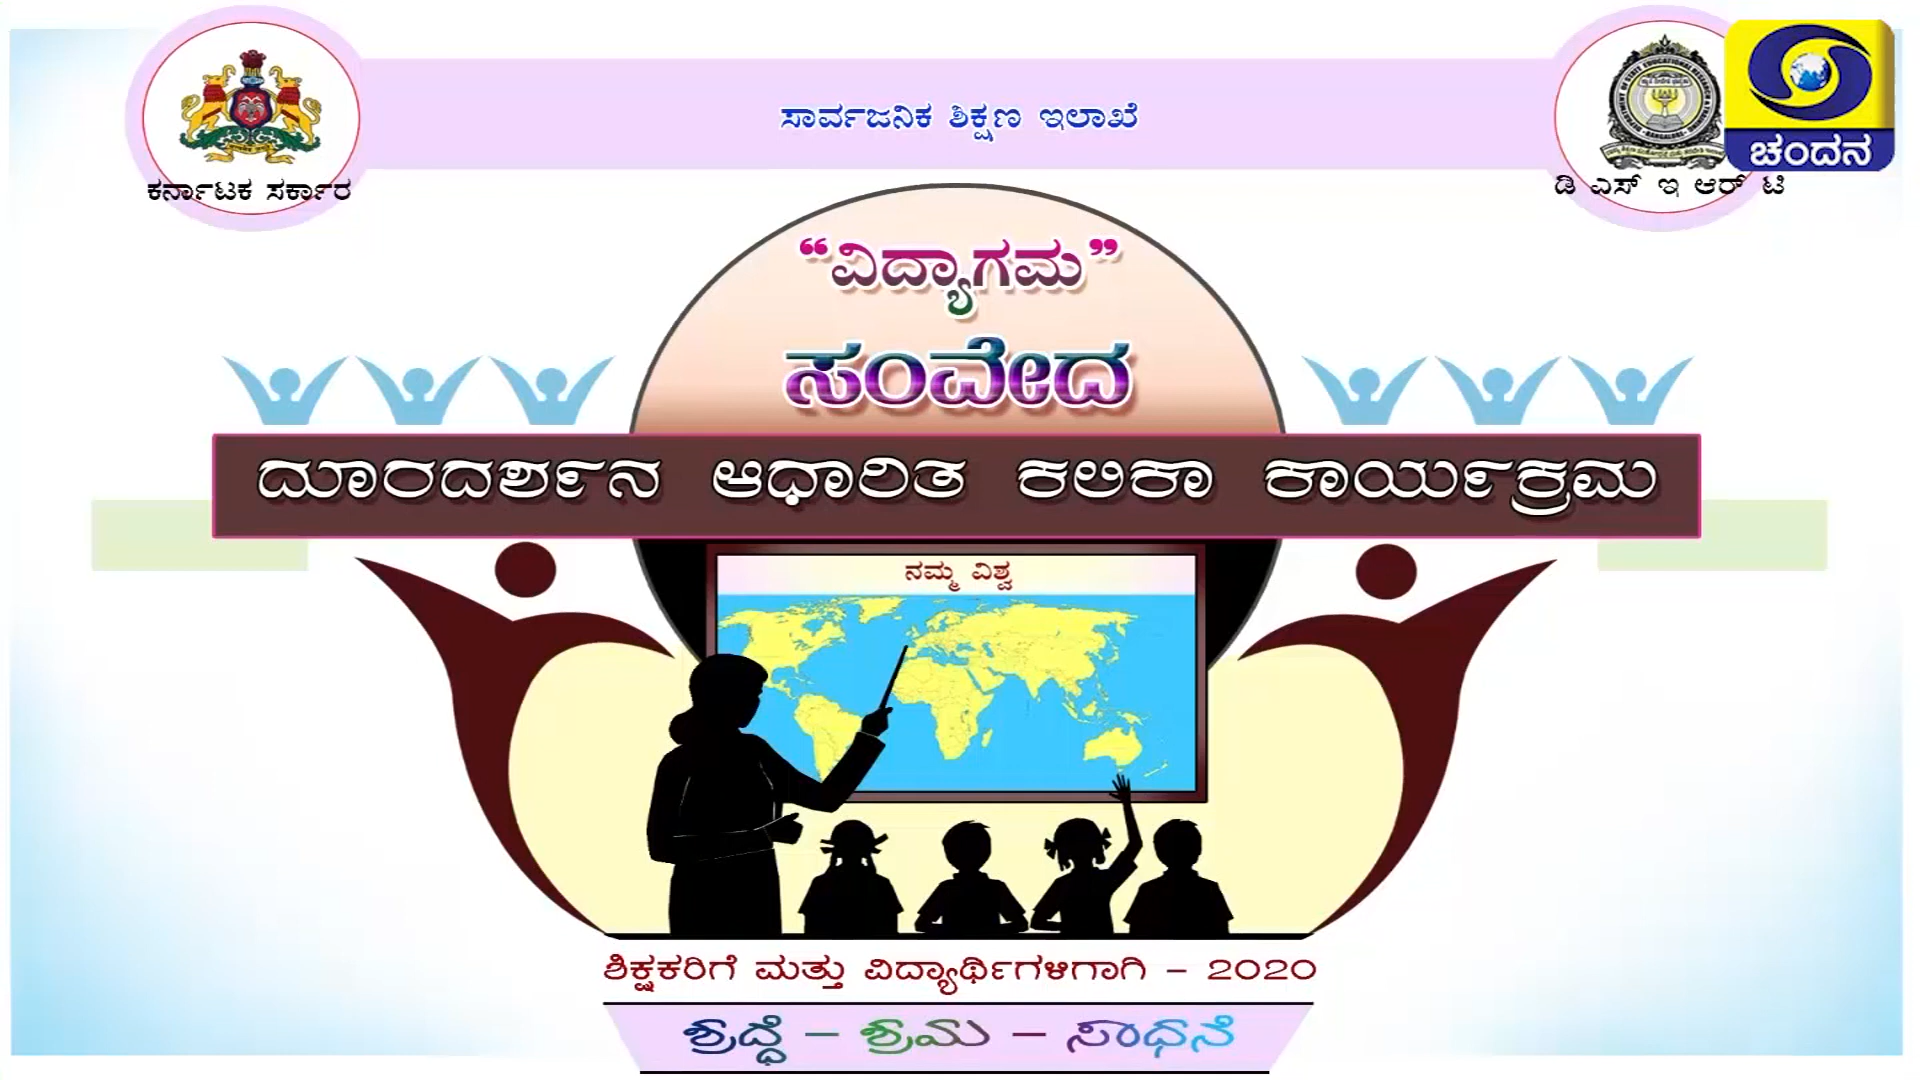 ಸಾರ್ವಜನಿಕ ಶಿಕ್ಷಣ ಇಲಾಖೆ
ಚಂದನ
ಕರ್ನಾಟಕ ಸರ್ಕಾರ
ಡಿ ಎಸ್ ಇ ಆರ್ ಟಿ
“ವಿದ್ಯಾಗಮ”
ಸಂವೇದ
ದೂರದರ್ಶನ ಆಧಾರಿತ ಕಲಿಕಾ ಕಾರ್ಯಕ್ರಮ
ನಮ್ಮ ವಿಶ್ವ
ಶಿಕ್ಷಕರಿಗೆ ಮತ್ತು ವಿದ್ಯಾರ್ಥಿಗಳಿಗಾಗಿ – 2020
ಶ್ರದ್ಧೆ – ಶ್ರಮ – ಸಾಧನೆ